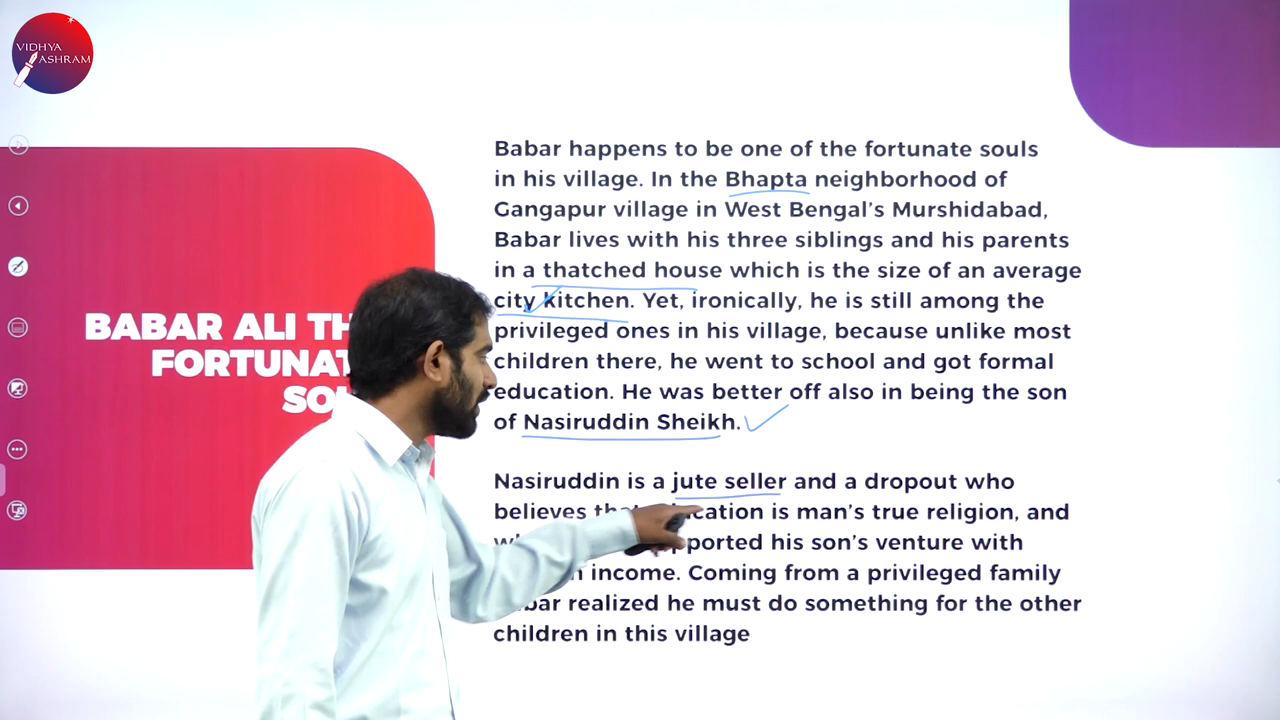 VIDHYA
ASHRAM
BABAR ALI TH
FORTUNAT
SO
Babar happens to be one of the fortunate souls
in his village. In the Bhapta neighborhood of
Gangapur village in West Bengal's Murshidabad,
Babar lives with his three siblings and his parents
in a thatched house which is the size of an average
city kitchen. Yet, ironically, he is still among the
privileged ones in his village, because unlike most
children there, he went to school and got formal
education. He was better off also in being the son
of Nasiruddin Sheikh.
Nasiruddin is a jute seller and a dropout who
believes that education is man's true religion, and
supported his son's venture with
income. Coming from a privileged family
Babar realized he must do something for the other
children in this village